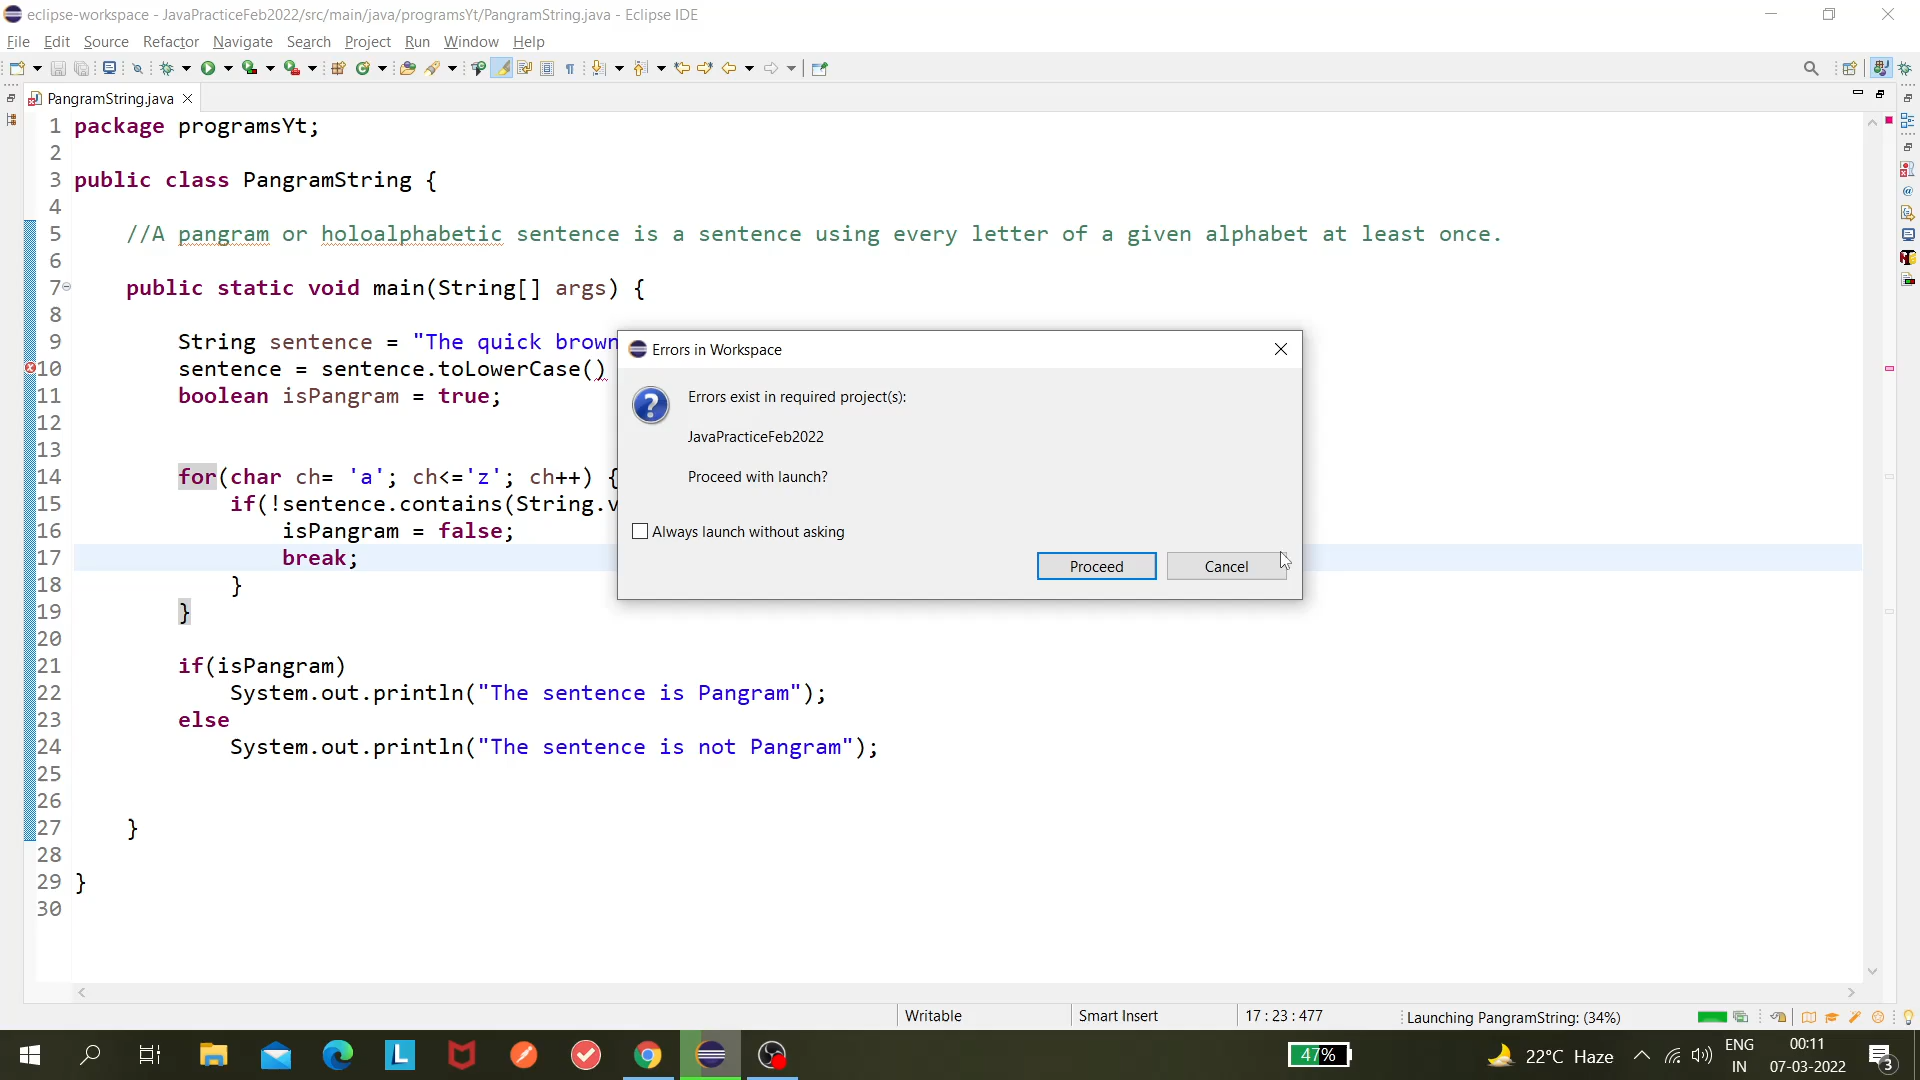 eclipse-workspace - JavaPracticeFeb2022/src/main/java/programsYt/PangramString.java - Eclipse IDE
File Edit Source Refactor Navigate Search Project Run Window Help
PangramString.java
1 package programsYt;
2
3 public class PangramString {
4
5 //A pangram or holoalphabetic sentence is a sentence using every letter of a given alphabet at least once.
6
7 public static void main(String[] args) {
8
9 String sentence = "The quick brown
10 sentence = sentence.toLowerCase()
11 boolean isPangram = true;
12
13
14 for(char ch= 'a'; ch<='z'; ch++) {
15 if(!sentence.contains(String.v
16 isPangram = false;
17 break;
18 }
19 }
20
21 if(isPangram)
22 System.out.println("The sentence is Pangram");
23 else
24 System.out.println("The sentence is not Pangram");
25
26
27 }
28
29 }
30
Errors in Workspace
Errors exist in required project(s):
JavaPracticeFeb2022
Proceed with launch?
Always launch without asking
Proceed Cancel
Writable Smart Insert 17 : 23 : 477 Launching PangramString: (34%)
47% 22°C Haze ENG IN 00:11 07-03-2022 3